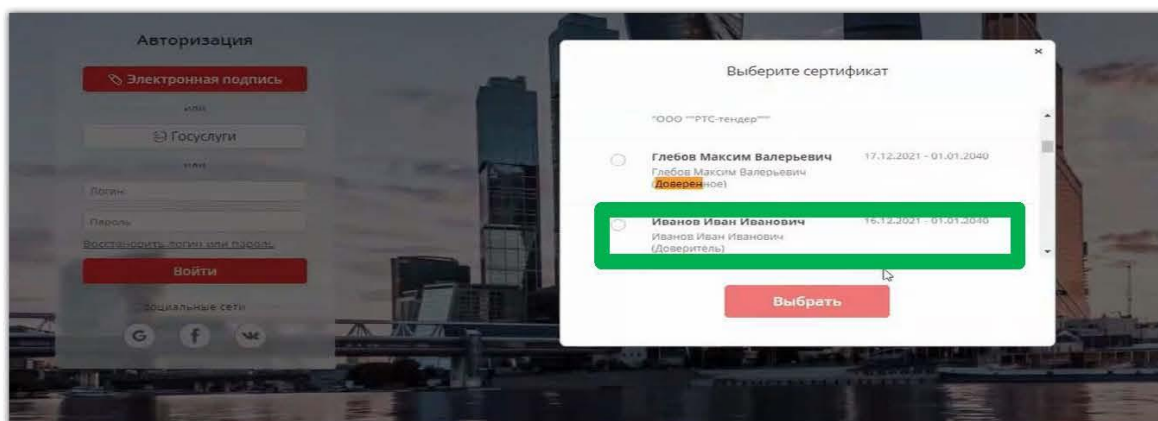 Авторизация
Электронная подпись
или
Госуслуги
или
Логин
Пароль
Восстановить логин или пароль
Войти
Социальные сети
G f
×
Выберите сертификат
"ООО ""РТС-тендер"""
Глебов Максим Валерьевич 17.12.2021 - 01.01.2040
Глебов Максим Валерьевич
(Доверенное)
Иванов Иван Иванович 16.12.2021 - 01.01.2040
Иванов Иван Иванович
(Доверитель)
Выбрать